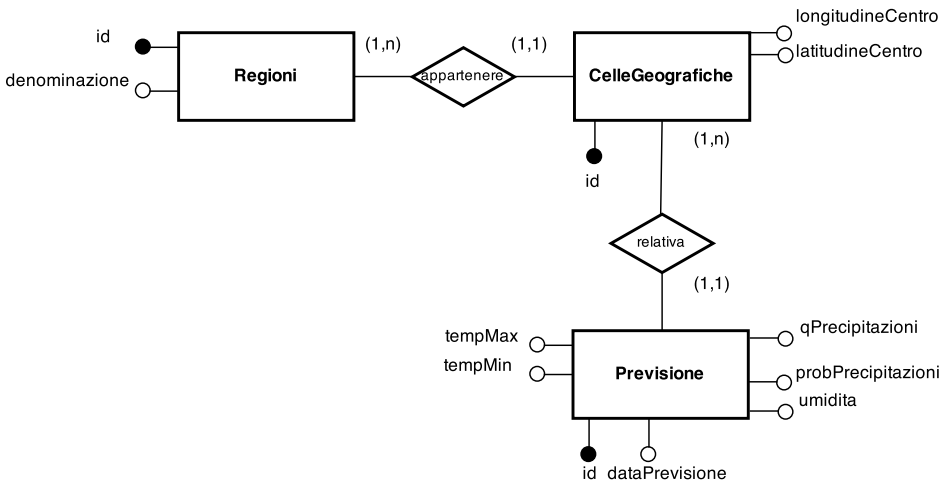 longitudineCentro
id
(1,n)
(1,1)
latitudineCentro
denominazione
Regioni
appartenere
CelleGeografiche
(1,n)
id
relativa
(1,1)
tempMax
qPrecipitazioni
tempMin
Previsione
probPrecipitazioni
umidita
id
dataPrevisione